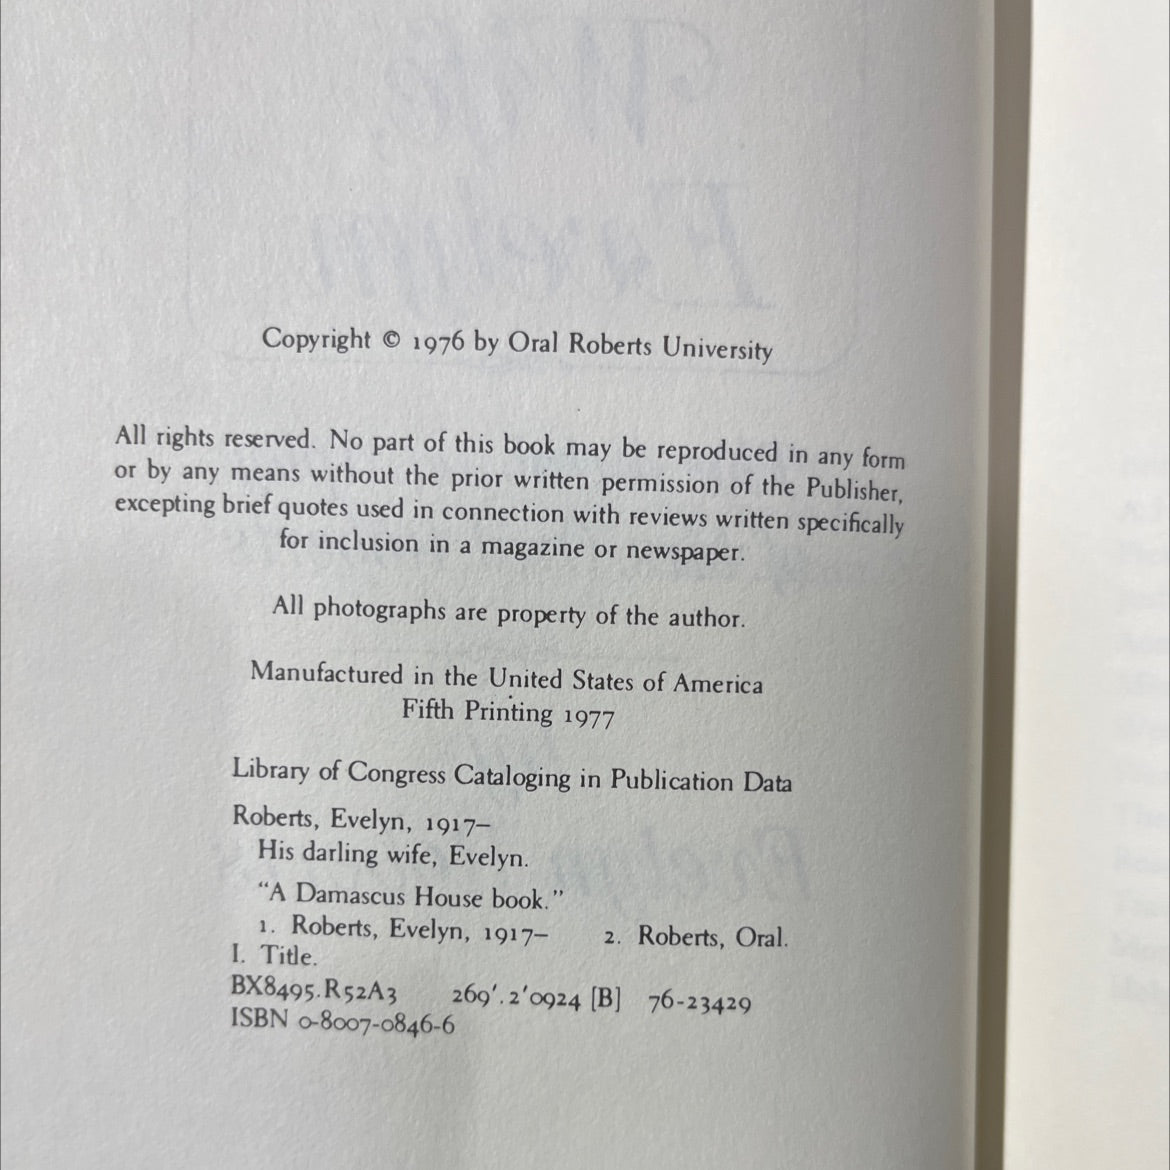 Copyright © 1976 by Oral Roberts University
All rights reserved. No part of this book may be reproduced in any form
or by any means without the prior written permission of the Publisher,
excepting brief quotes used in connection with reviews written specifically
for inclusion in a magazine or newspaper.
All photographs are property of the author.
Manufactured in the United States of America
Fifth Printing 1977
Library of Congress Cataloging in Publication Data
Roberts, Evelyn, 1917–
His darling wife, Evelyn.
“A Damascus House book.”
1. Roberts, Evelyn, 1917– 2. Roberts, Oral.
I. Title.
BX8495.R52A3 269'.2'0924 [B] 76-23429
ISBN 0-8007-0846-6